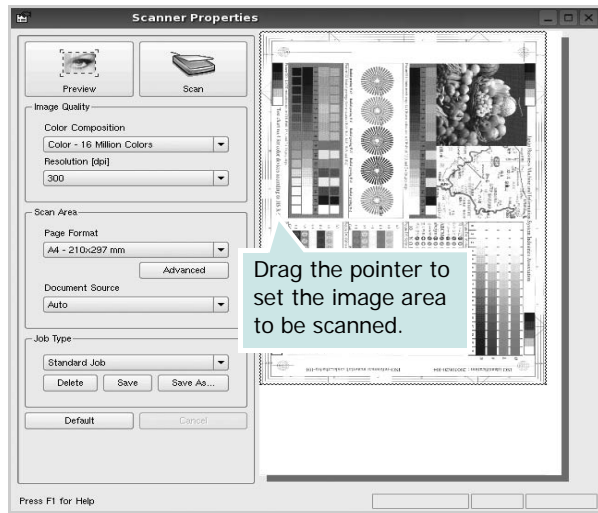 Scanner Properties
Preview
Scan
Image Quality
Color Composition
Color - 16 Million Colors
Resolution [dpi]
300
Scan Area
Page Format
A4 - 210x297 mm
Advanced
Document Source
Auto
Job Type
Standard Job
Delete
Save
Save As...
Default
Cancel
Drag the pointer to
set the image area
to be scanned.
Press F1 for Help